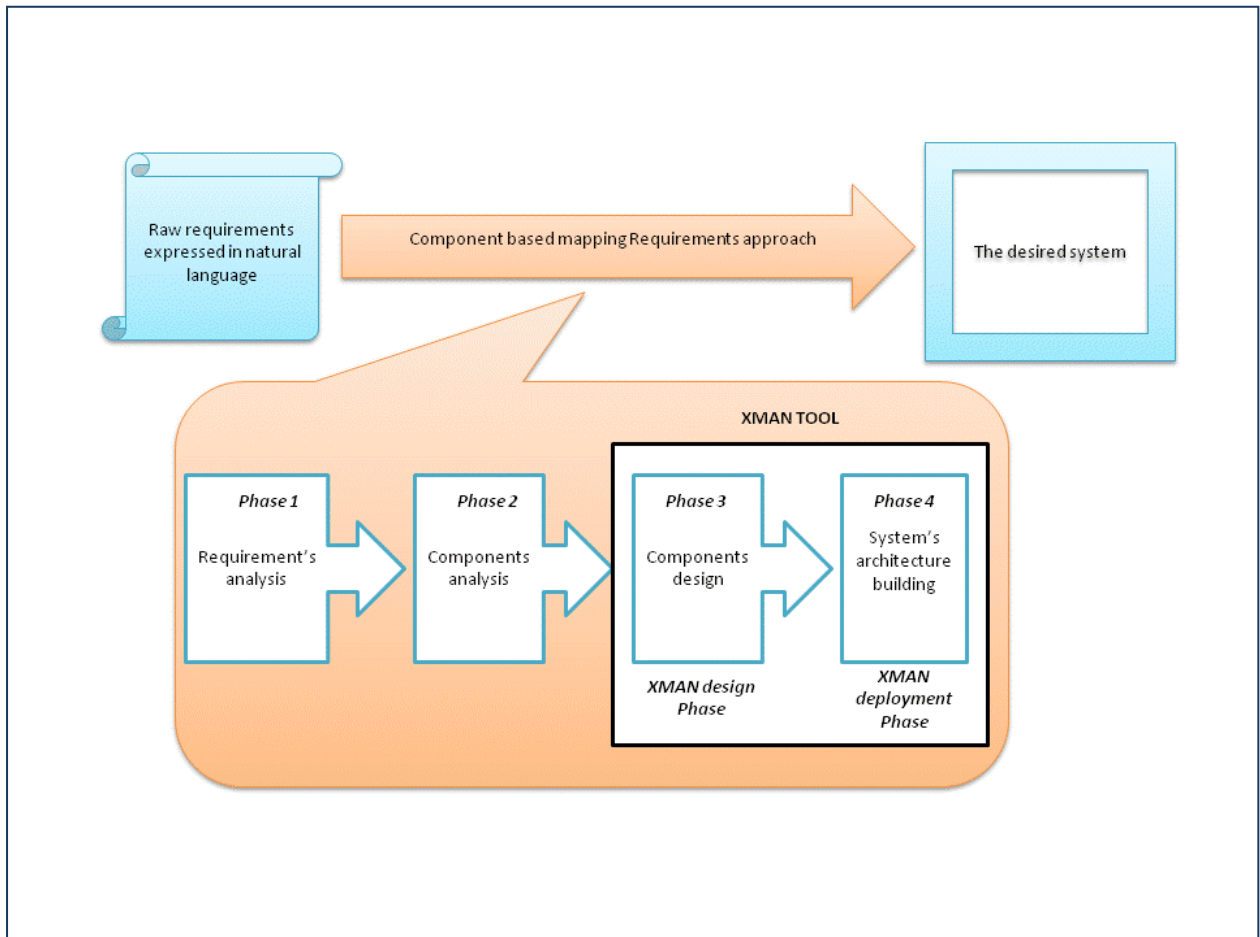 Raw requirements
expressed in natural
language
Component based mapping Requirements approach
The desired system
XMAN TOOL
Phase 1
Requirement's
analysis
Phase 2
Components
analysis
Phase 3
Components
design
Phase 4
System's
architecture
building
XMAN design
Phase
XMAN
deployment
Phase